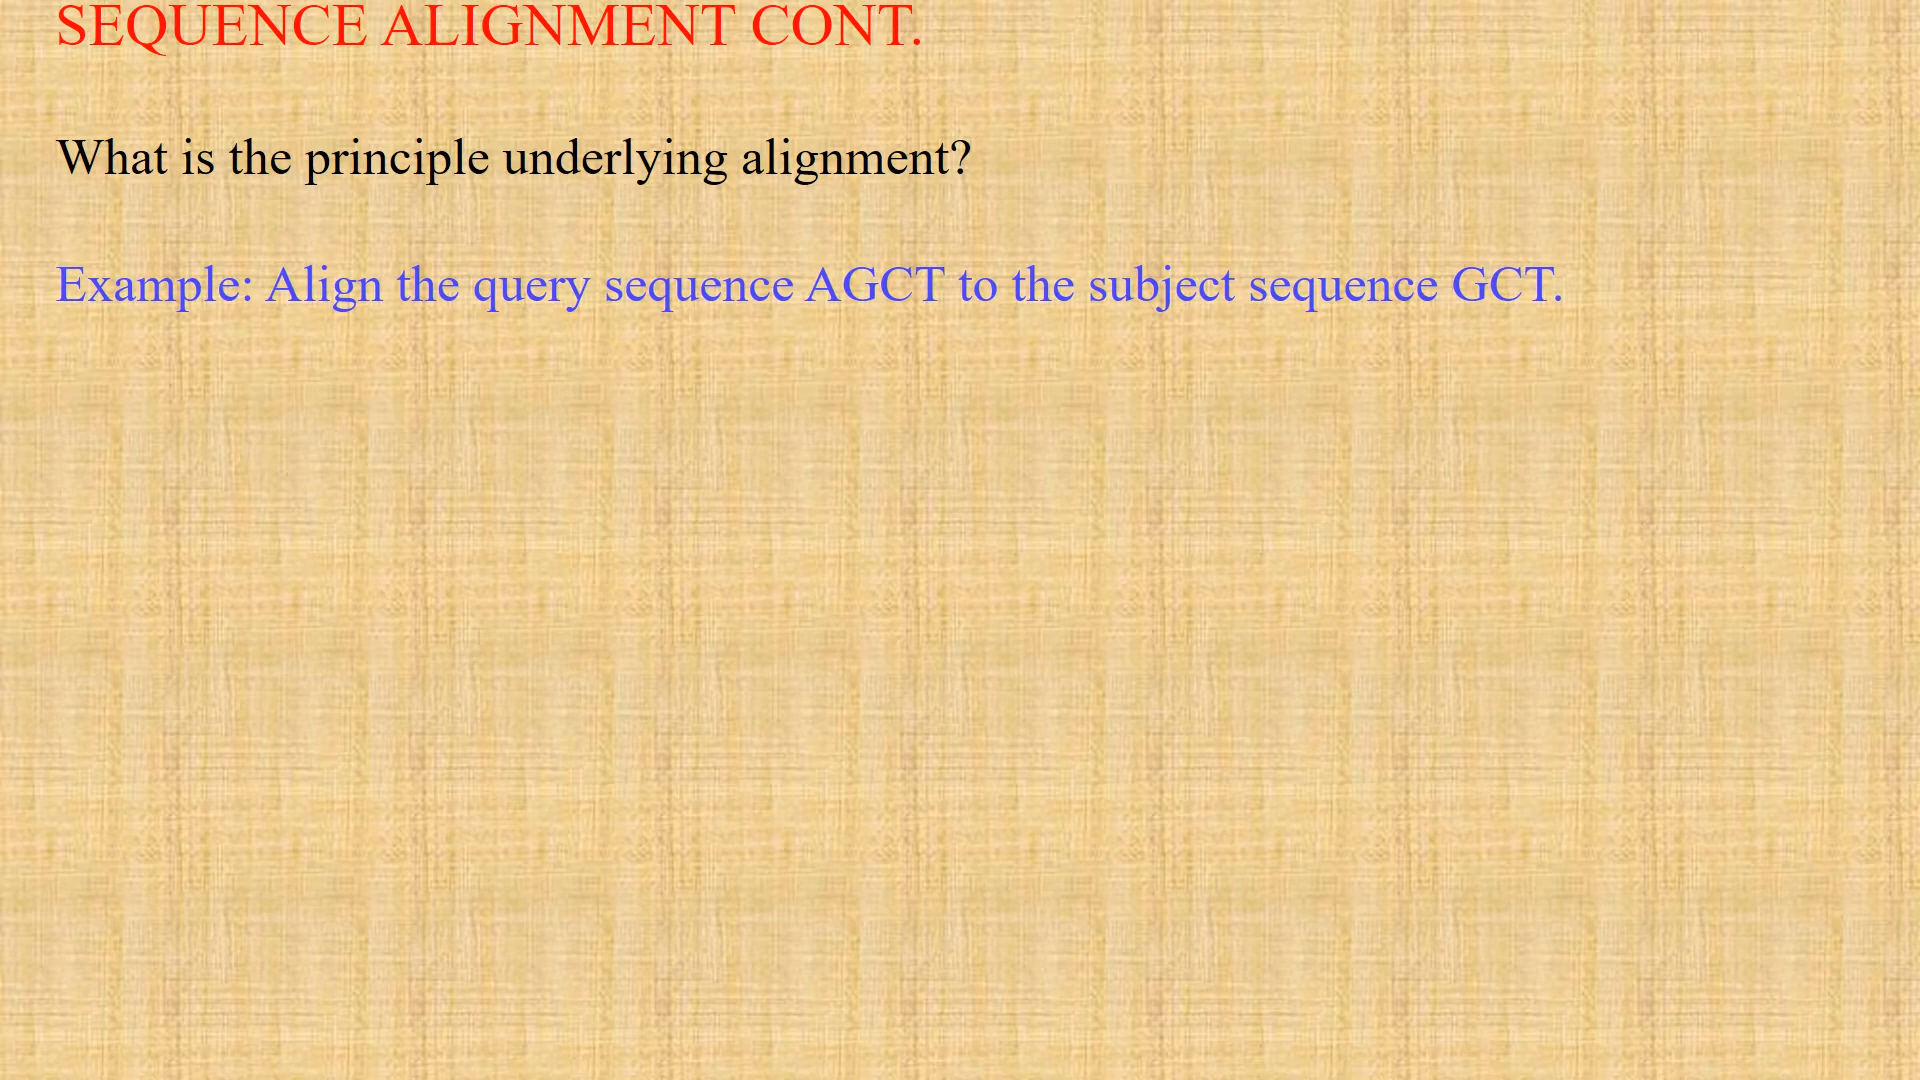 SEQUENCE ALIGNMENT CONT.
What is the principle underlying alignment?
Example: Align the query sequence AGCT to the subject sequence GCT.